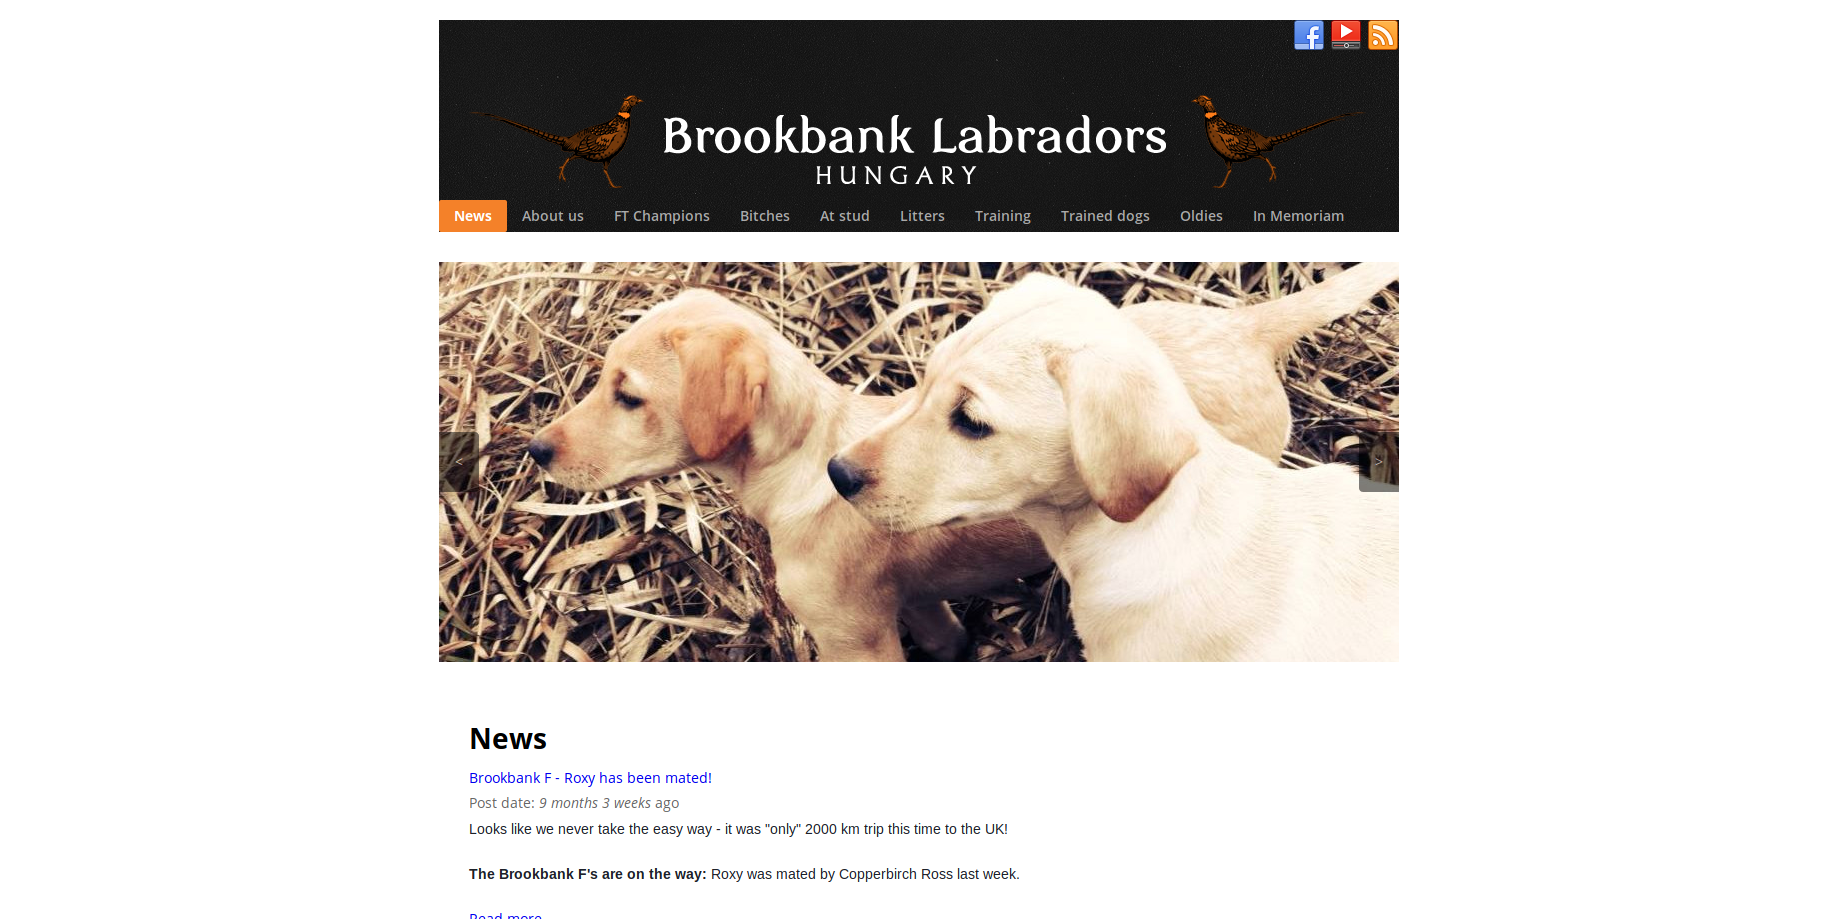 Brookbank Labradors
HUNGARY
News About us FT Champions Bitches At stud Litters Training Trained dogs Oldies In Memoriam
< >
News
Brookbank F - Roxy has been mated!
Post date: 9 months 3 weeks ago
Looks like we never take the easy way - it was "only" 2000 km trip this time to the UK!
The Brookbank F's are on the way: Roxy was mated by Copperbirch Ross last week.
Read more